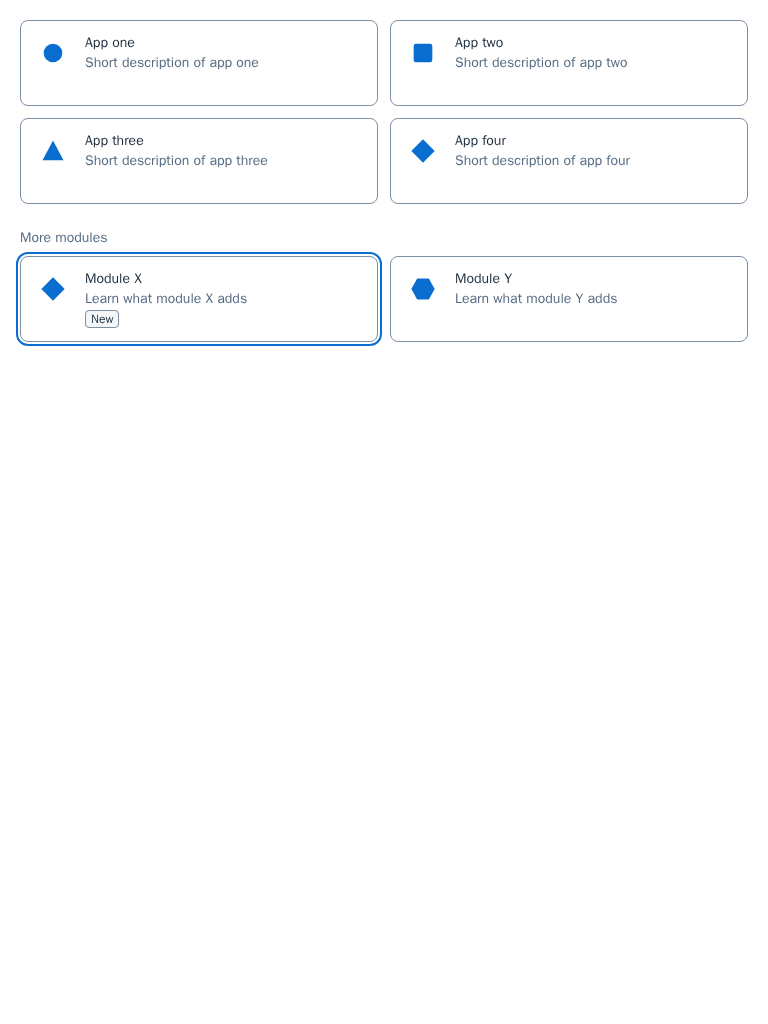 App one
Short description of app one
App two
Short description of app two
App three
Short description of app three
App four
Short description of app four
More modules
Module X
Learn what module X adds
New
Module Y
Learn what module Y adds